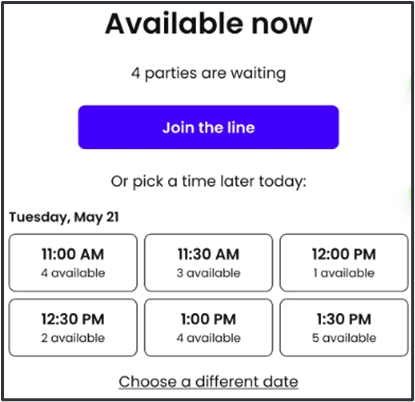 Available now
4 parties are waiting
Join the line
Or pick a time later today:
Tuesday, May 21
11:00 AM
4 available
11:30 AM
3 available
12:00 PM
1 available
12:30 PM
2 available
1:00 PM
4 available
1:30 PM
5 available
Choose a different date